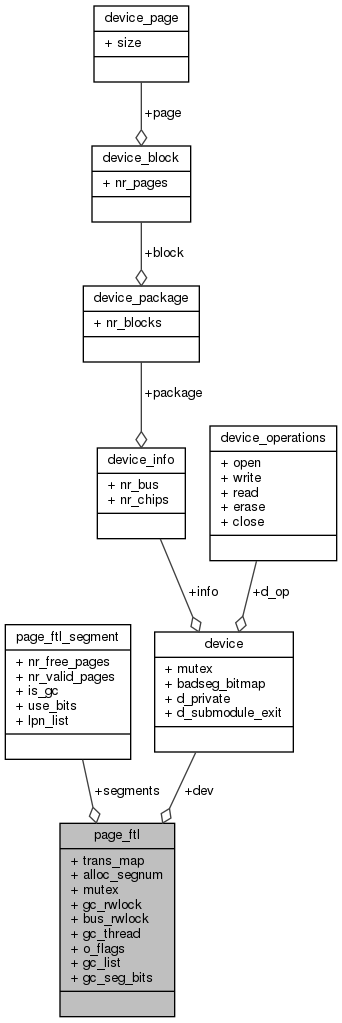 device_page
+ size
+page
device_block
+ nr_pages
+block
device_package
+ nr_blocks
+package
device_info
+ nr_bus
+ nr_chips
device_operations
+ open
+ write
+ read
+ erase
+ close
+info
+d_op
page_ftl_segment
+ nr_free_pages
+ nr_valid_pages
+ is_gc
+ use_bits
+ lpn_list
device
+ mutex
+ badseg_bitmap
+ d_private
+ d_submodule_exit
+segments
+dev
page_ftl
+ trans_map
+ alloc_segnum
+ mutex
+ gc_rwlock
+ bus_rwlock
+ gc_thread
+ o_flags
+ gc_list
+ gc_seg_bits